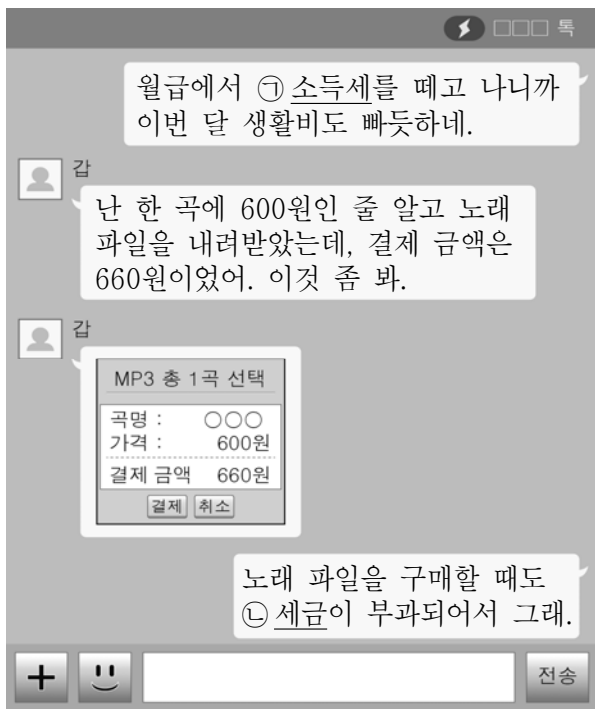 □□□ 톡
월급에서 ㉠소득세를 떼고 나니까
이번 달 생활비도 빠듯하네.
갑
난 한 곡에 600원인 줄 알고 노래
파일을 내려받았는데, 결제 금액은
660원이었어. 이것 좀 봐.
갑
MP3 총 1곡 선택
곡명 : ○○○
가격 : 600원
결제 금액 660원
결제 취소
노래 파일을 구매할 때도
㉡세금이 부과되어서 그래.
전송